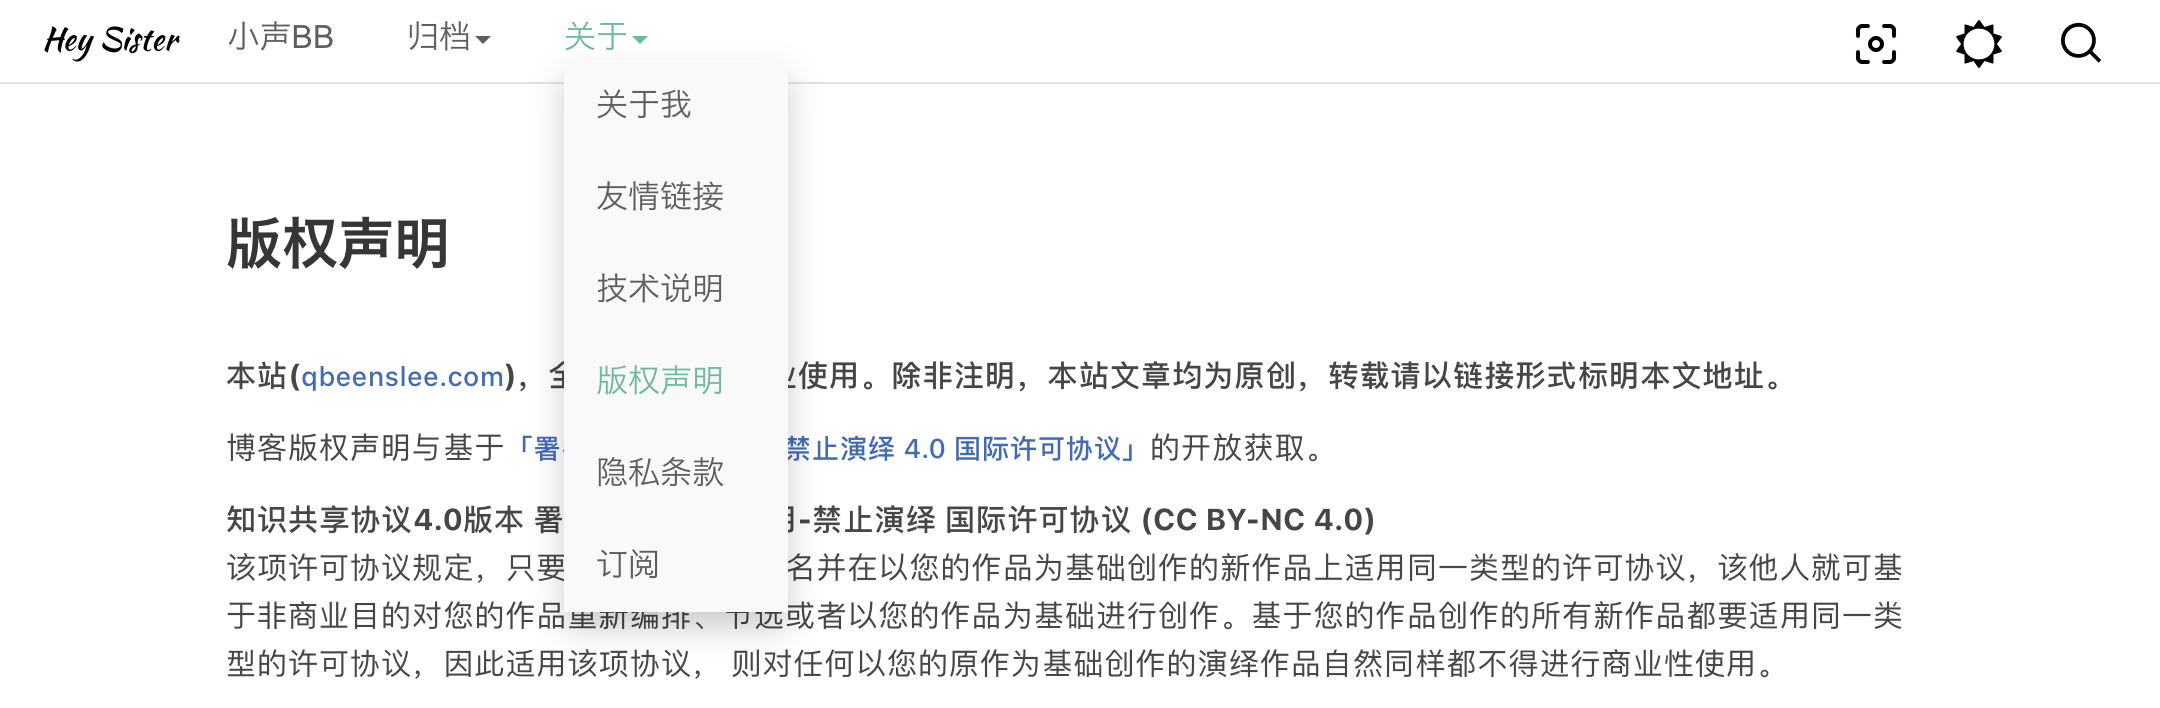 Hey Sister 小声BB 归档 关于
关于我
友情链接
技术说明
版权声明
隐私条款
订阅
版权声明
本站(qbeenslee.com)，业使用。除非注明，本站文章均为原创，转载请以链接形式标明本文地址。
博客版权声明与基于「署 禁止演绎 4.0 国际许可协议」的开放获取。
知识共享协议4.0版本 署 -禁止演绎 国际许可协议 (CC BY-NC 4.0)
该项许可协议规定，只要 名并在以您的作品为基础创作的新作品上适用同一类型的许可协议，该他人就可基
于非商业目的对您的作品重新编排、节选或者以您的作品为基础进行创作。基于您的作品创作的所有新作品都要适用同一类
型的许可协议，因此适用该项协议， 则对任何以您的原作为基础创作的演绎作品自然同样都不得进行商业性使用。